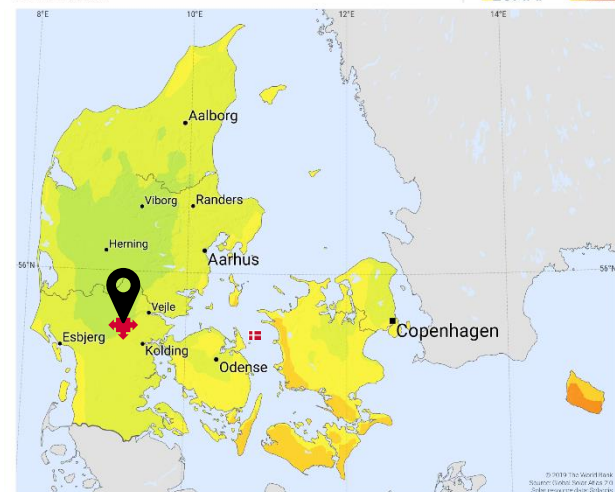 8°E 10°E 12°E 14°E
Aalborg
Viborg
Randers
Herning
Aarhus
56°N 56°N
Vejle
Esbjerg
Kolding
Copenhagen
Odense
© 2019 The World Bank
Source: Global Solar Atlas 2.0